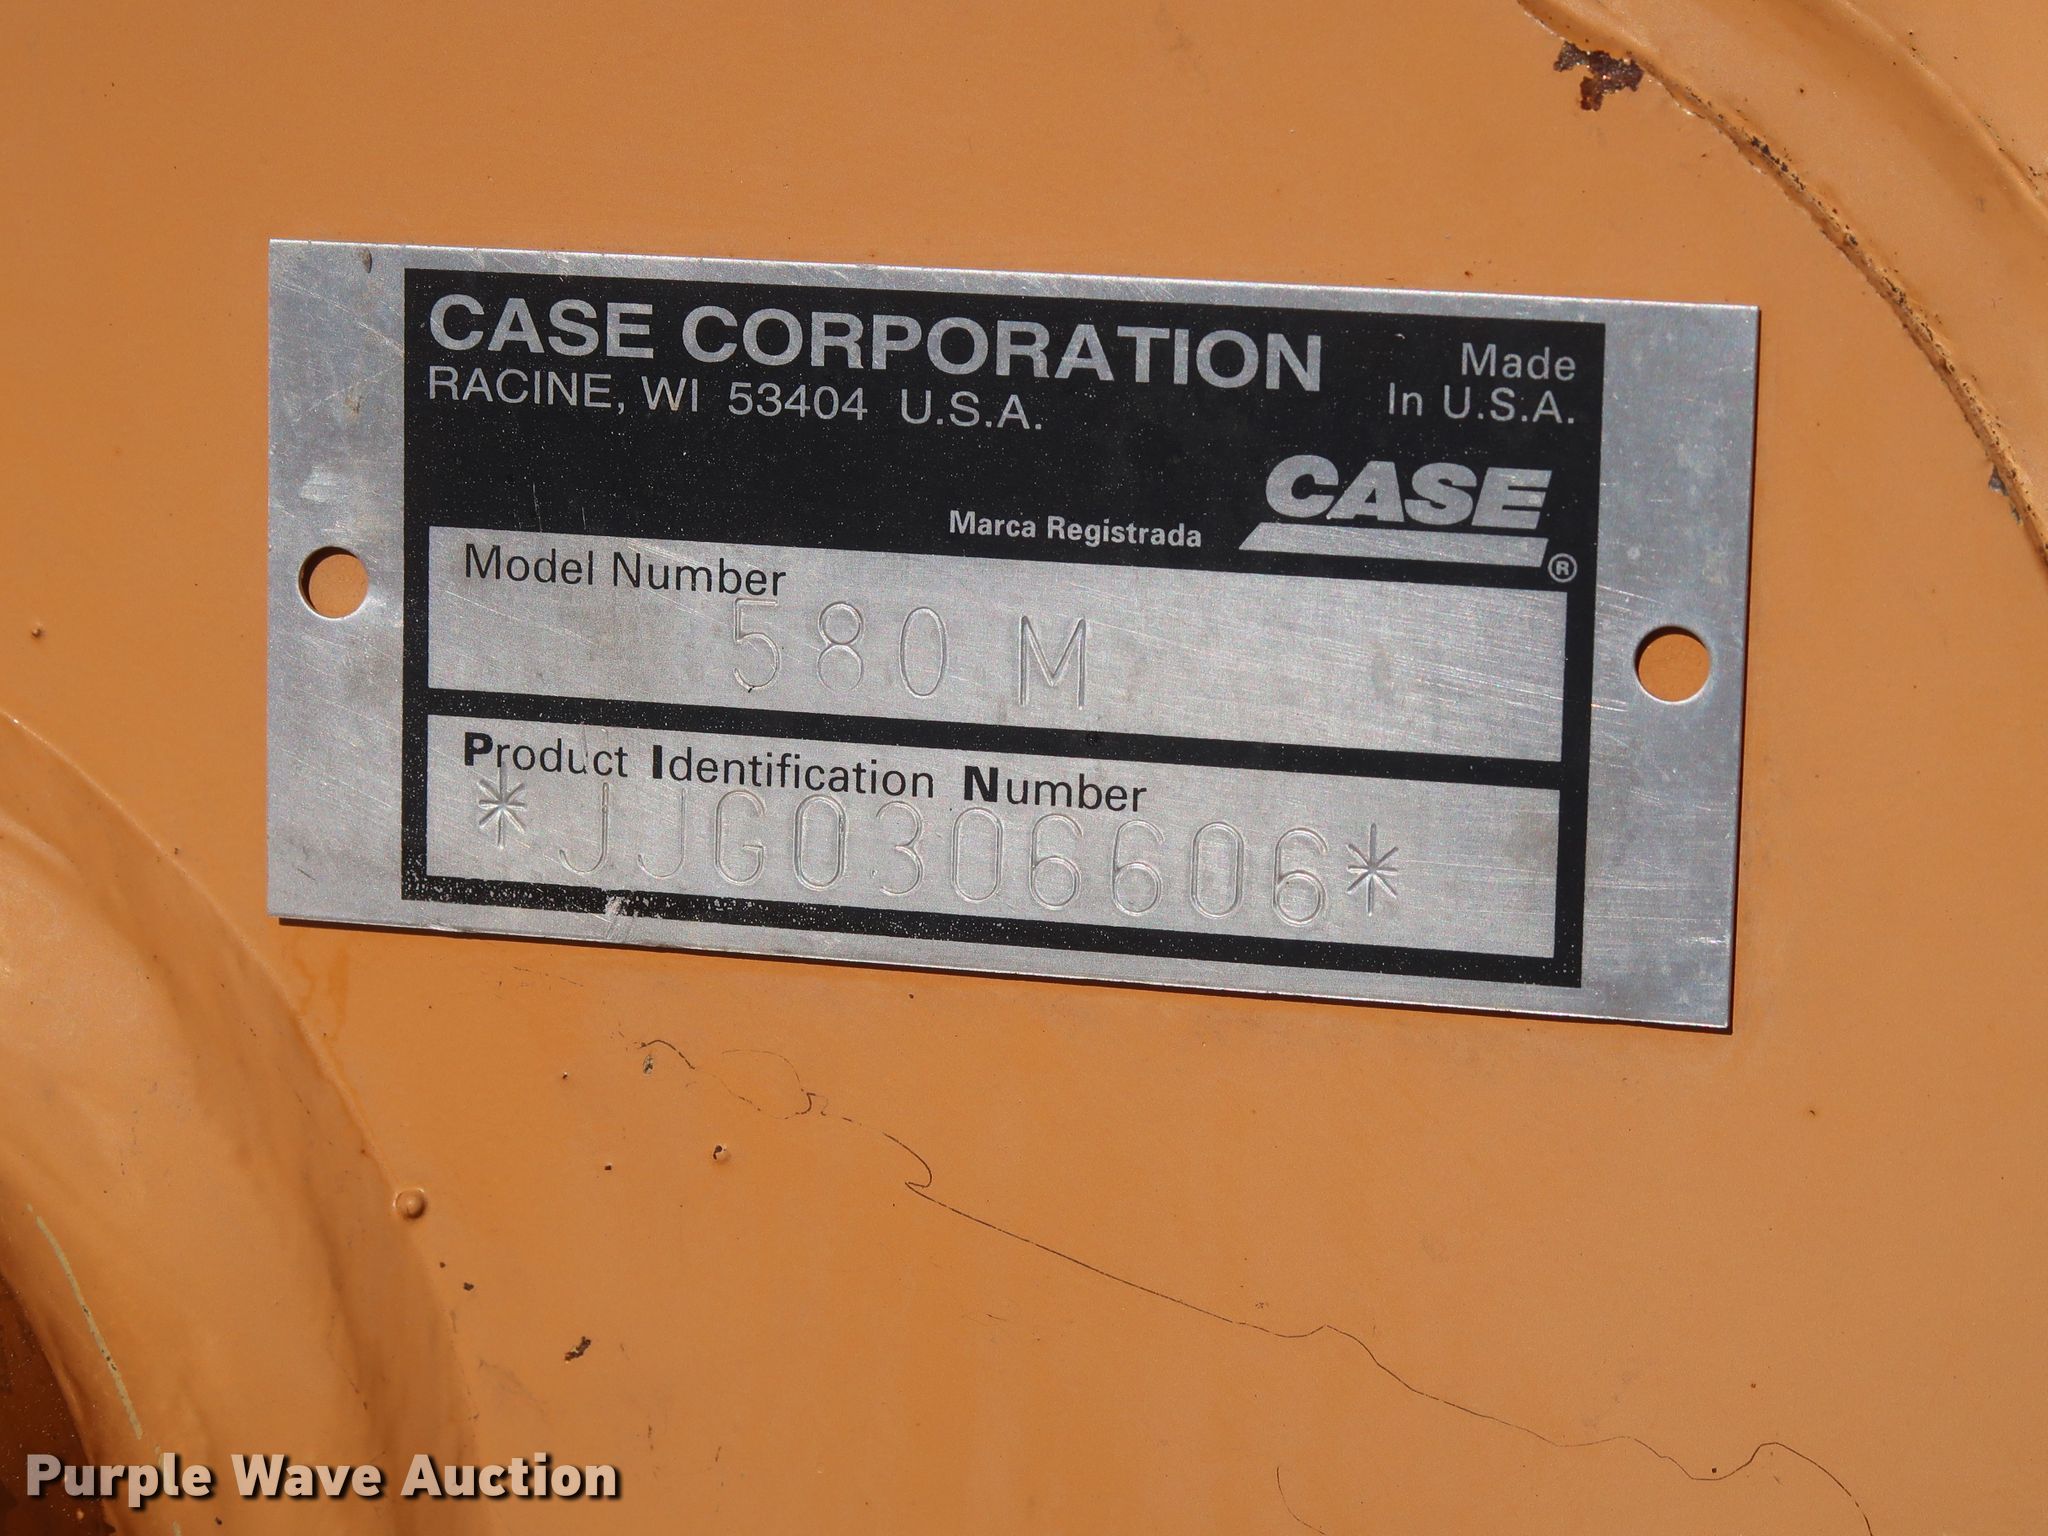 CASE CORPORATION
RACINE, WI 53404 U.S.A.
Made
In U.S.A.
Marca Registrada
CASE®
Model Number
580 M
Product Identification Number
*JJG0306606*
Purple Wave Auction